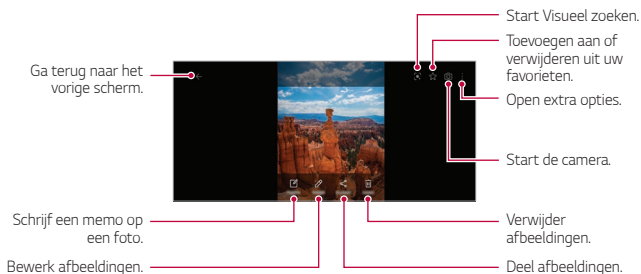 Start Visueel zoeken.
Toevoegen aan of
verwijderen uit uw
favorieten.
Ga terug naar het
vorige scherm.
Open extra opties.
Start de camera.
Schrijf een memo op
een foto.
Verwijder
afbeeldingen.
Bewerk afbeeldingen.
Deel afbeeldingen.